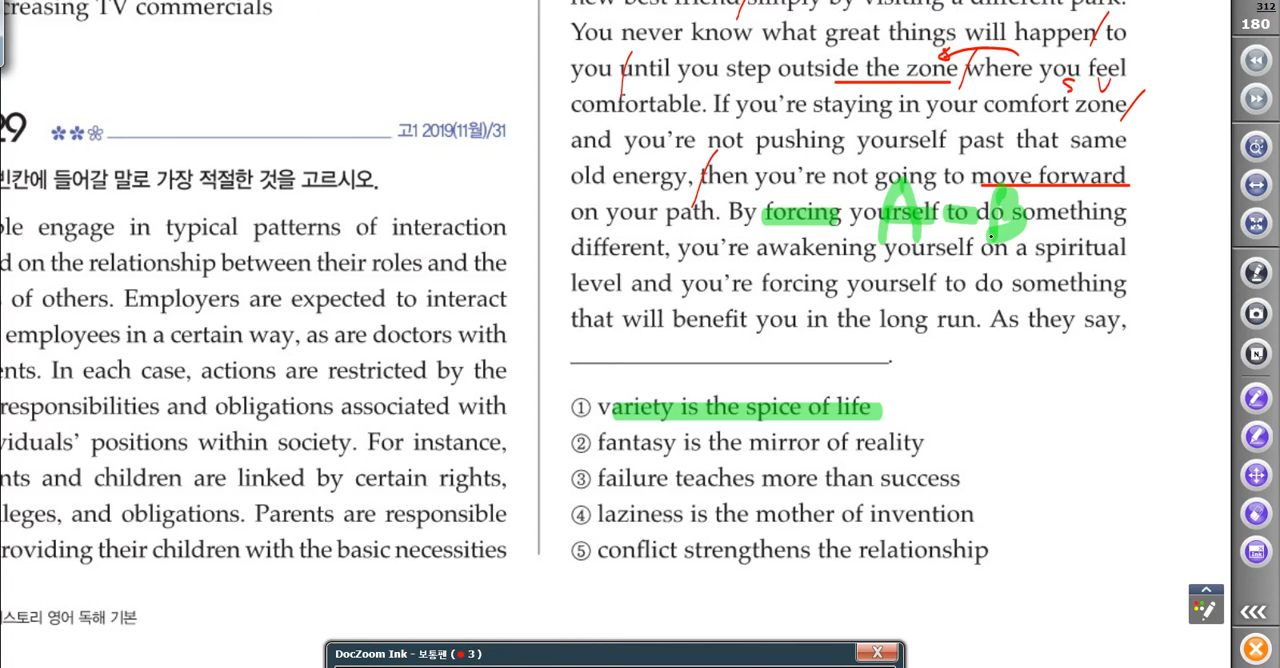 creasing TV commercials
29
고1 2019(11월)/31
빈칸에 들어갈 말로 가장 적절한 것을 고르시오.
ple engage in typical patterns of interaction
d on the relationship between their roles and the
s of others. Employers are expected to interact
employees in a certain way, as are doctors with
ents. In each case, actions are restricted by the
responsibilities and obligations associated with
viduals’ positions within society. For instance,
nts and children are linked by certain rights,
ileges, and obligations. Parents are responsible
roviding their children with the basic necessities
스토리 영어 독해 기본
new best friend simply by visiting a different park.
You never know what great things will happen to
you until you step outside the zone where you feel
S V
comfortable. If you’re staying in your comfort zone
and you’re not pushing yourself past that same
old energy, then you’re not going to move forward
on your path. By forcing yourself to do something
A - B
different, you’re awakening yourself on a spiritual
level and you’re forcing yourself to do something
that will benefit you in the long run. As they say,
.
① variety is the spice of life
② fantasy is the mirror of reality
③ failure teaches more than success
④ laziness is the mother of invention
⑤ conflict strengthens the relationship
312
180
N
Ink
DocZoom Ink - 보통펜 ( 3 )
X